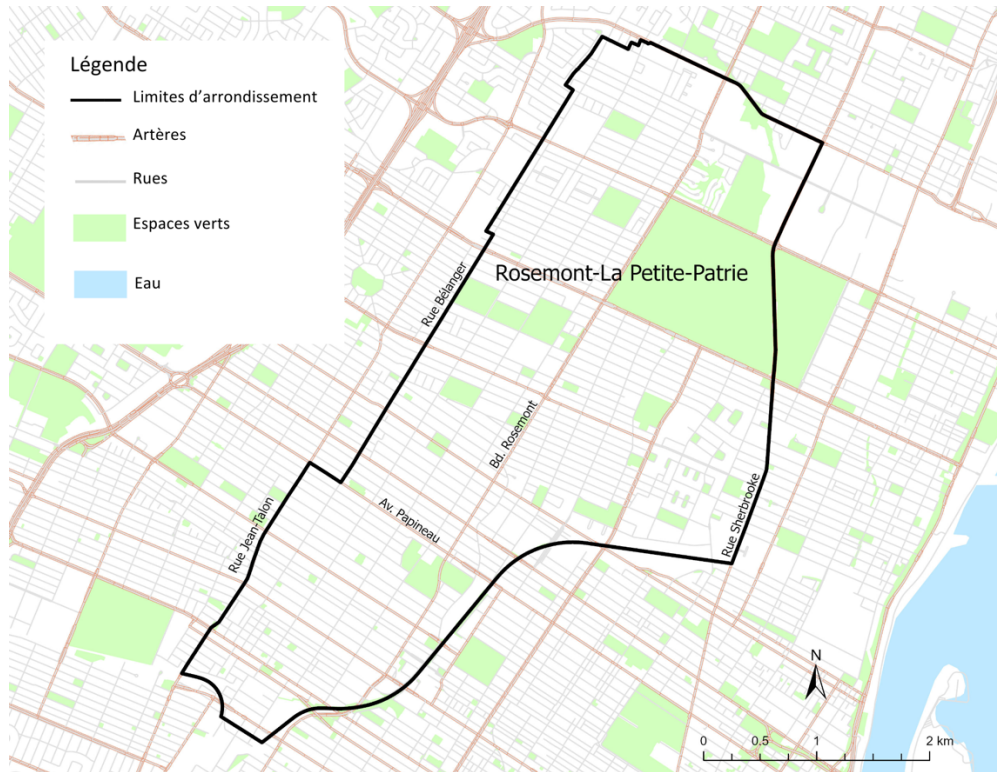 Légende
Limites d'arrondissement
Artères
Rues
Espaces verts
Eau
Rosemont-La Petite-Patrie
Rue Bélanger
Bd. Rosemont
Av. Papineau
Rue Jean-Talon
Rue Sherbrooke
N
0 0.5 1 2 km